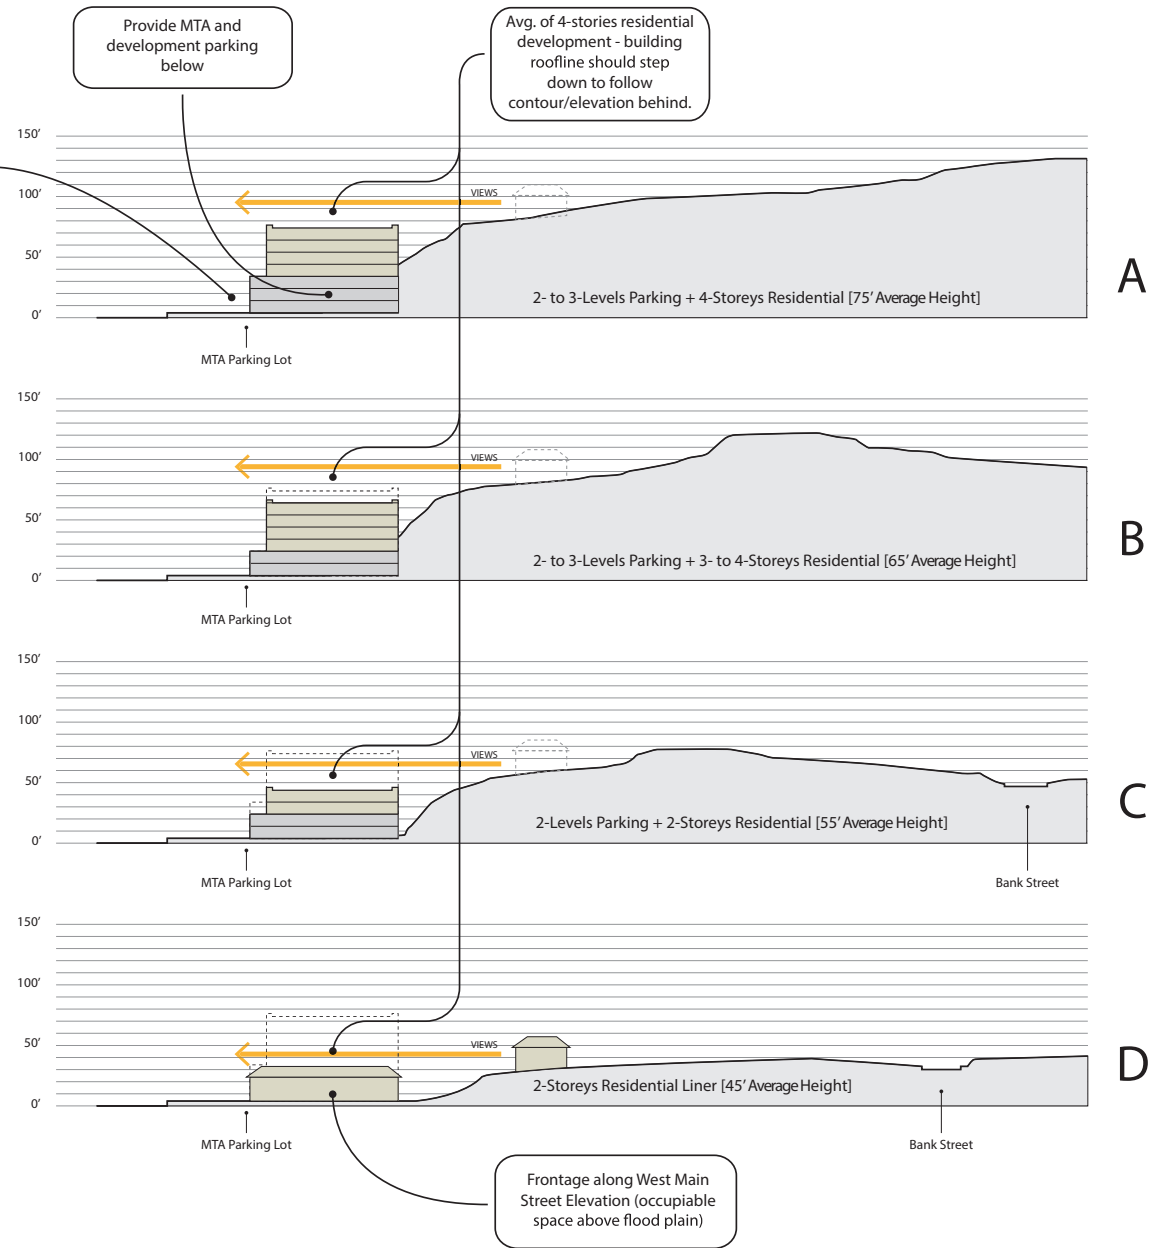 Provide MTA and
development parking
below
Avg. of 4-stories residential
development - building
roofline should step
down to follow
contour/elevation behind.
150’
100’
50’
0’
VIEWS
2- to 3-Levels Parking + 4-Storeys Residential [75’ Average Height]
A
MTA Parking Lot
150’
100’
50’
0’
VIEWS
2- to 3-Levels Parking + 3- to 4-Storeys Residential [65’ Average Height]
B
MTA Parking Lot
150’
100’
50’
0’
VIEWS
2-Levels Parking + 2-Storeys Residential [55’ Average Height]
C
MTA Parking Lot
Bank Street
150’
100’
50’
0’
VIEWS
2-Storeys Residential Liner [45’ Average Height]
D
MTA Parking Lot
Bank Street
Frontage along West Main
Street Elevation (occupiable
space above flood plain)